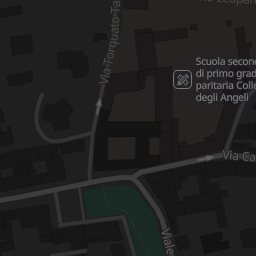 Via Torquato Ta
Scuola secon
di primo grad
paritaria Colle
degli Angeli
Via Ca
Viale